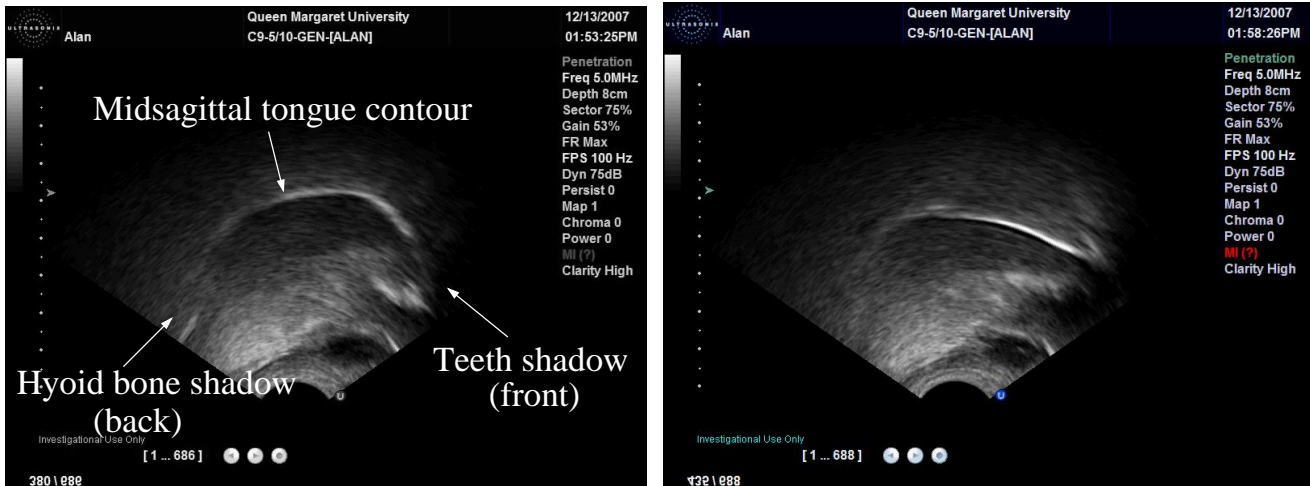 ULTRASONIX
Alan
Queen Margaret University
C9-5/10-GEN-[ALAN]
12/13/2007
01:53:25PM
Penetration
Freq 5.0MHz
Depth 8cm
Sector 75%
Gain 53%
FR Max
FPS 100 Hz
Dyn 75dB
Persist 0
Map 1
Chroma 0
Power 0
MI (?)
Clarity High
Midsagittal tongue contour
Teeth shadow
(front)
Hyoid bone shadow
(back)
U
Investigational Use Only
[ 1 ... 686 ]
380 / 686
ULTRASONIX
Alan
Queen Margaret University
C9-5/10-GEN-[ALAN]
12/13/2007
01:58:26PM
Penetration
Freq 5.0MHz
Depth 8cm
Sector 75%
Gain 53%
FR Max
FPS 100 Hz
Dyn 75dB
Persist 0
Map 1
Chroma 0
Power 0
MI (?)
Clarity High
U
Investigational Use Only
[ 1 ... 688 ]